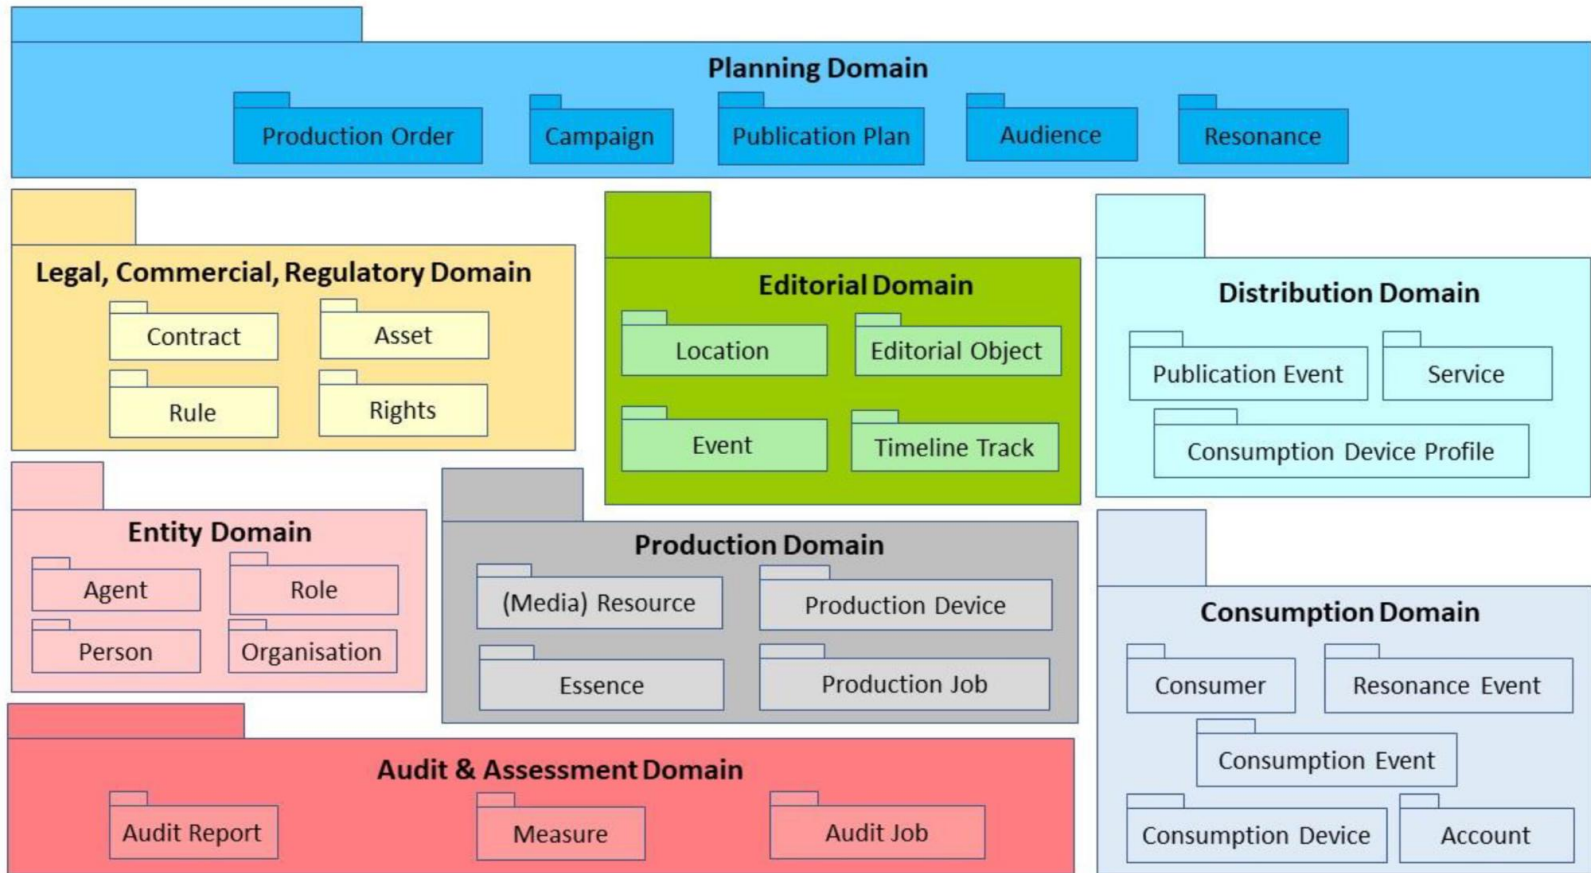 Planning Domain
Production Order
Campaign
Publication Plan
Audience
Resonance
Legal, Commercial, Regulatory Domain
Contract
Asset
Rule
Rights
Editorial Domain
Location
Editorial Object
Event
Timeline Track
Distribution Domain
Publication Event
Service
Consumption Device Profile
Entity Domain
Agent
Role
Person
Organisation
Production Domain
(Media) Resource
Production Device
Essence
Production Job
Consumption Domain
Consumer
Resonance Event
Consumption Event
Consumption Device
Account
Audit & Assessment Domain
Audit Report
Measure
Audit Job